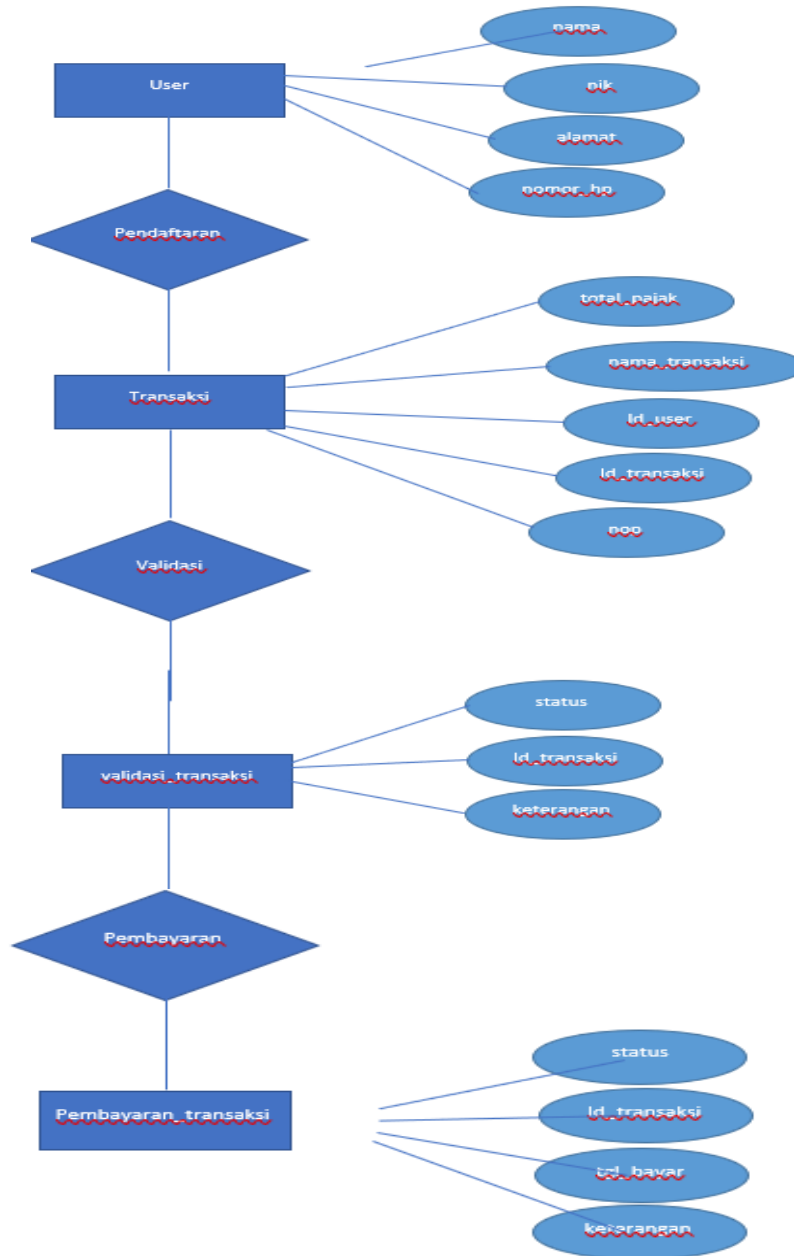 nama
User
nik
alamat
nomor_hp
Pendaftaran
total_pajak
nama_transaksi
Transaksi
Id_user
Id_transaksi
nop
Validasi
status
Id_transaksi
validasi_transaksi
keterangan
Pembayaran
status
Id_transaksi
Pembayaran_transaksi
tgl_bayar
keterangan